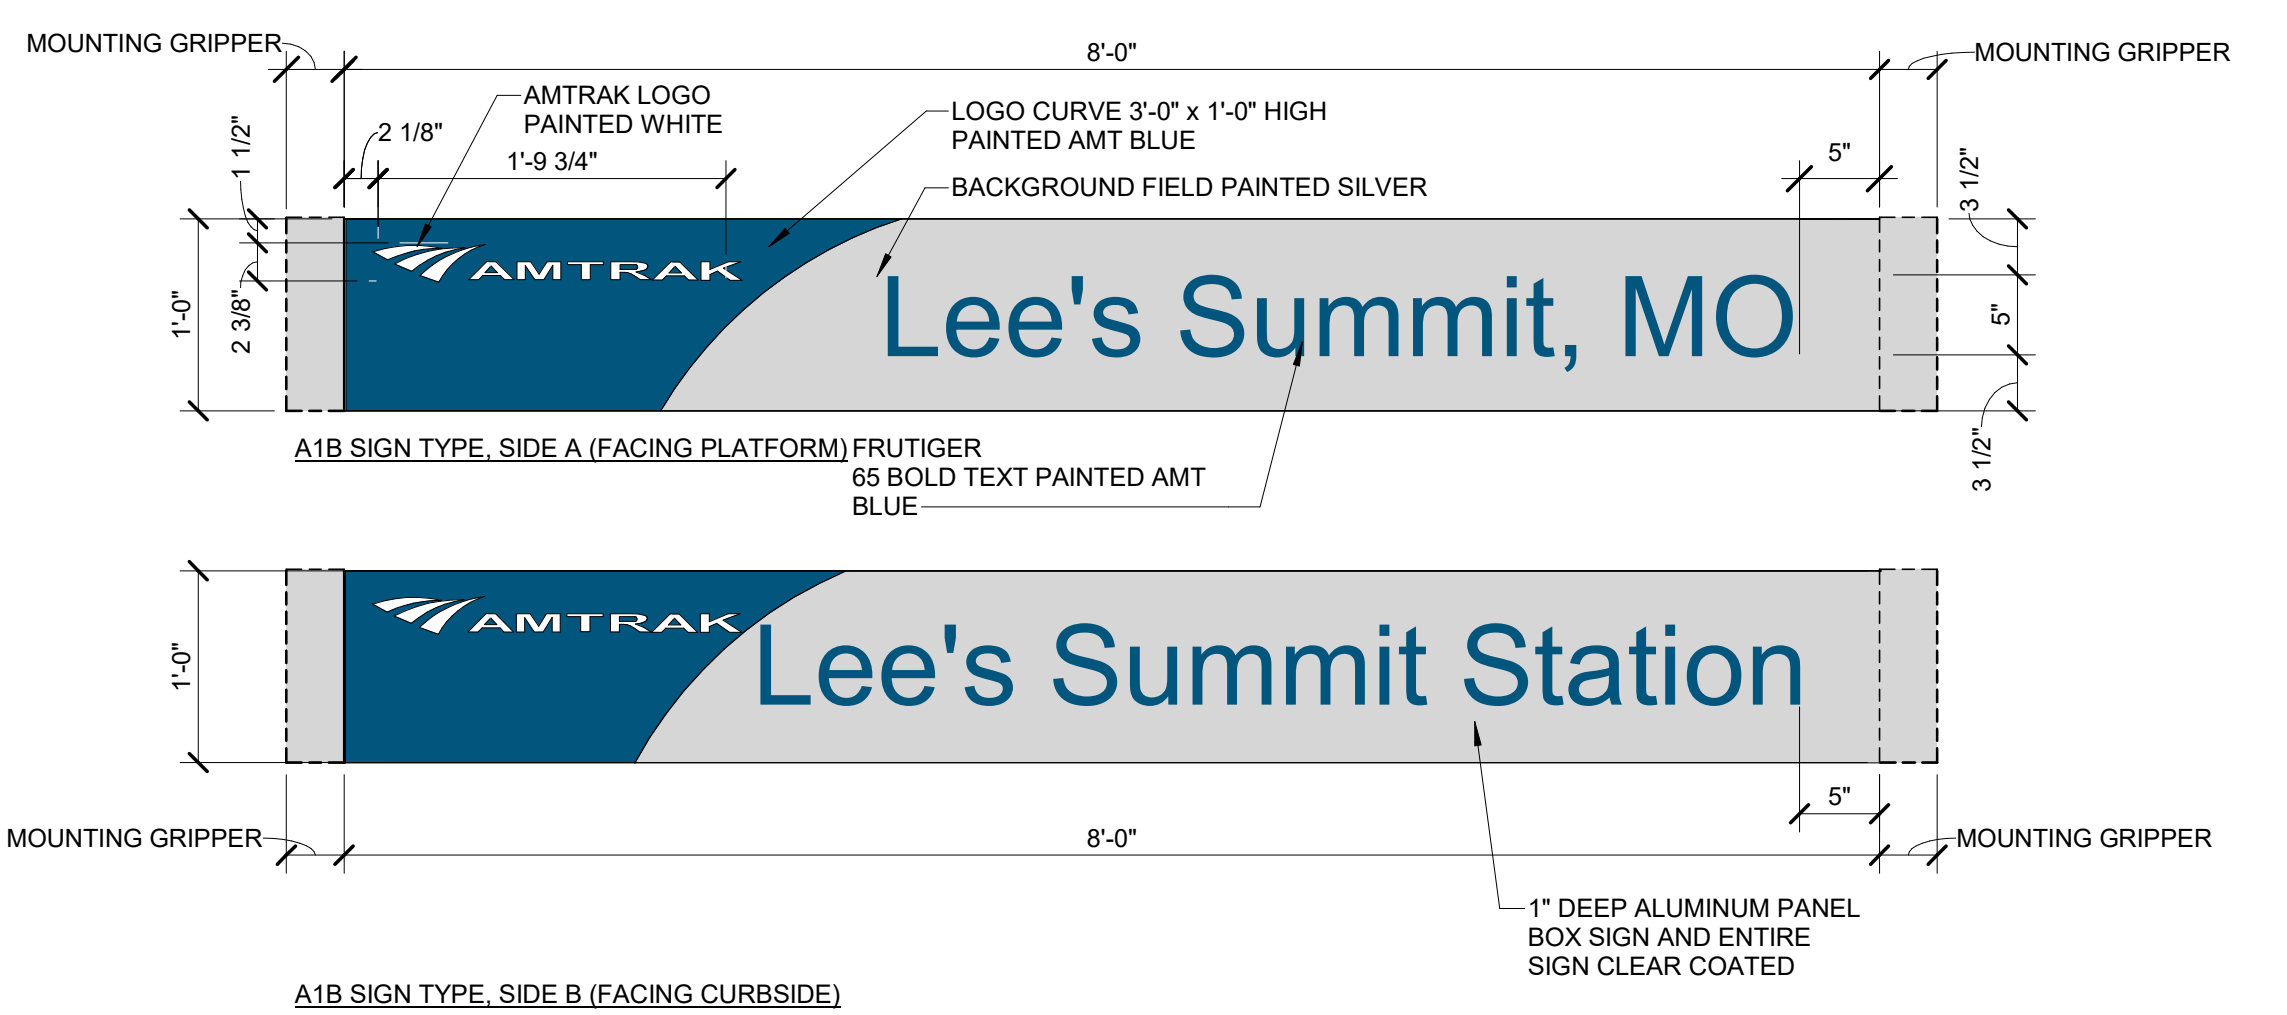 MOUNTING GRIPPER
8'-0"
MOUNTING GRIPPER
AMTRAK LOGO
PAINTED WHITE
2 1/8"
1'-9 3/4"
LOGO CURVE 3'-0" x 1'-0" HIGH
PAINTED AMT BLUE
BACKGROUND FIELD PAINTED SILVER
5"
1 1/2"
2 3/8"
1'-0"
3 1/2"
5"
3 1/2"
AMTRAK
Lee's Summit, MO
A1B SIGN TYPE, SIDE A (FACING PLATFORM)
FRUTIGER
65 BOLD TEXT PAINTED AMT
BLUE
1'-0"
AMTRAK
Lee's Summit Station
5"
MOUNTING GRIPPER
8'-0"
MOUNTING GRIPPER
1" DEEP ALUMINUM PANEL
BOX SIGN AND ENTIRE
SIGN CLEAR COATED
A1B SIGN TYPE, SIDE B (FACING CURBSIDE)